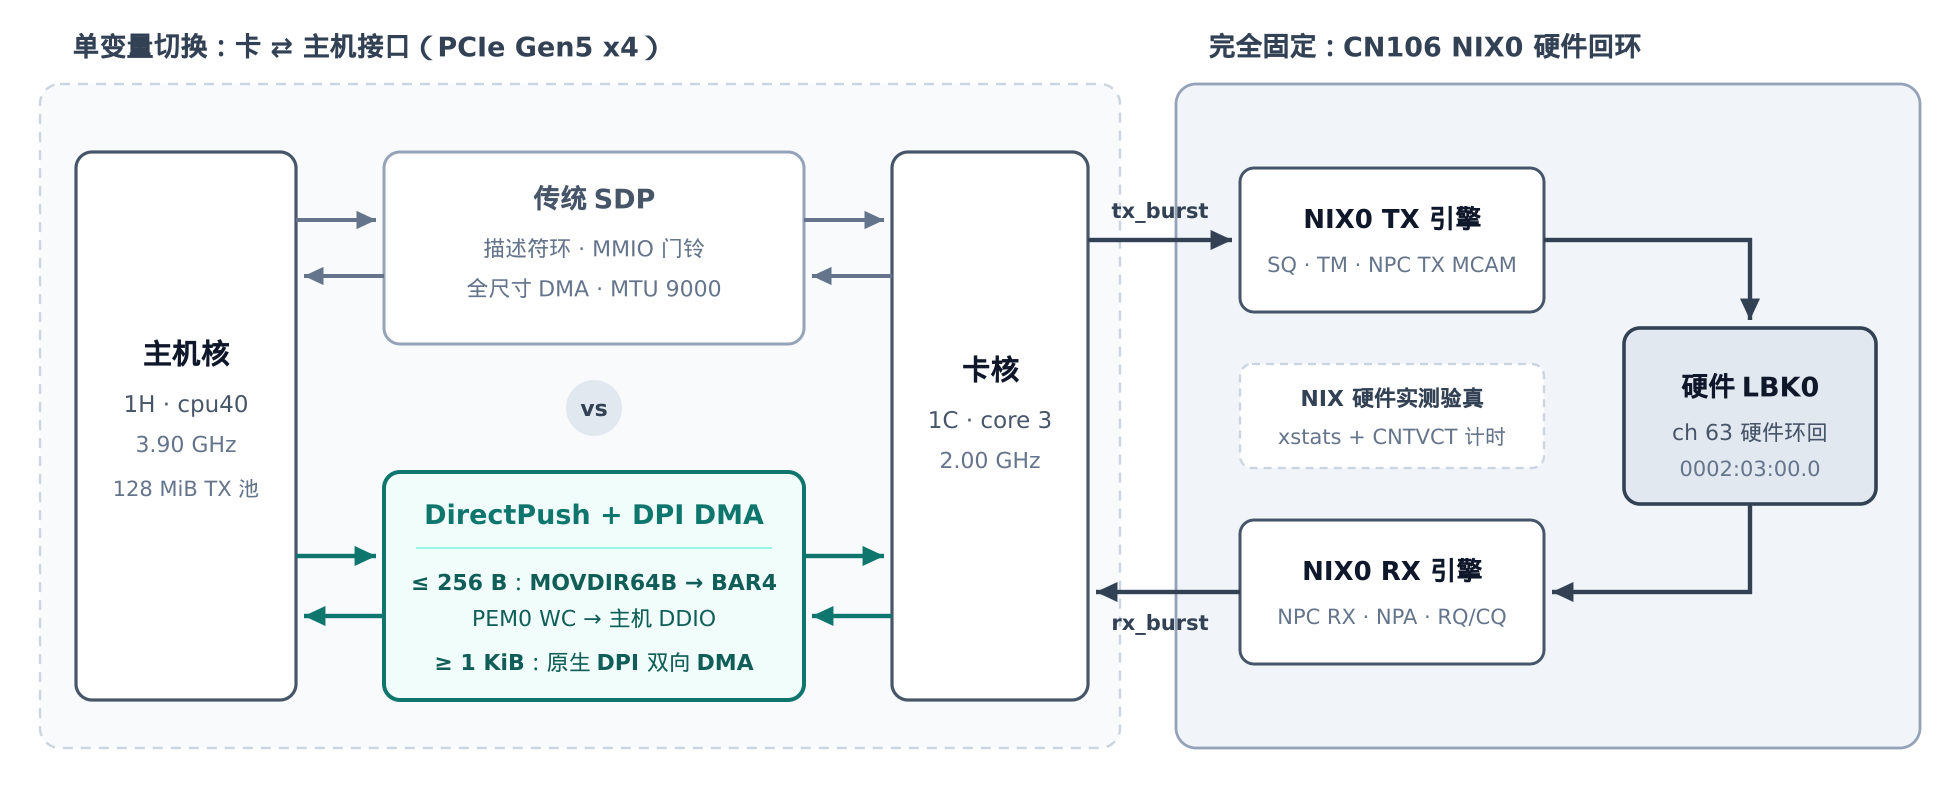 单变量切换：卡 ⇄ 主机接口（PCIe Gen5 x4）
完全固定：CN106 NIX0 硬件回环
主机核
1H · cpu40
3.90 GHz
128 MiB TX 池
传统 SDP
描述符环 · MMIO 门铃
全尺寸 DMA · MTU 9000
vs
DirectPush + DPI DMA
≤ 256 B：MOVDIR64B → BAR4
PEM0 WC → 主机 DDIO
≥ 1 KiB：原生 DPI 双向 DMA
卡核
1C · core 3
2.00 GHz
tx_burst
rx_burst
NIX0 TX 引擎
SQ · TM · NPC TX MCAM
NIX 硬件实测验真
xstats + CNTVCT 计时
硬件 LBK0
ch 63 硬件环回
0002:03:00.0
NIX0 RX 引擎
NPC RX · NPA · RQ/CQ